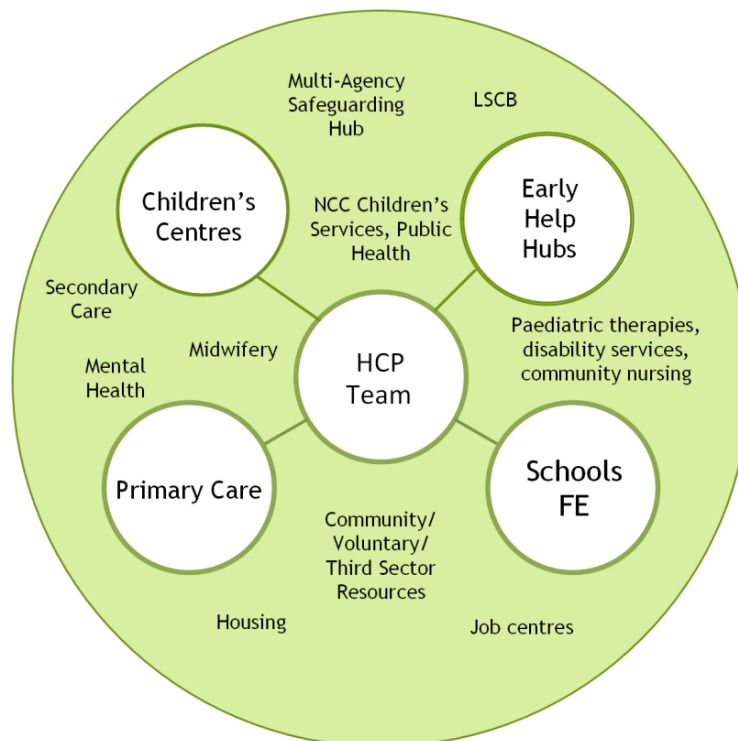 Multi-Agency
Safeguarding
Hub
LSCB
Children's
Centres
NCC Children's
Services, Public
Health
Early
Help
Hubs
Secondary
Care
Midwifery
Mental
Health
HCP
Team
Paediatric therapies,
disability services,
community nursing
Primary Care
Schools
FE
Community/
Voluntary/
Third Sector
Resources
Housing
Job centres